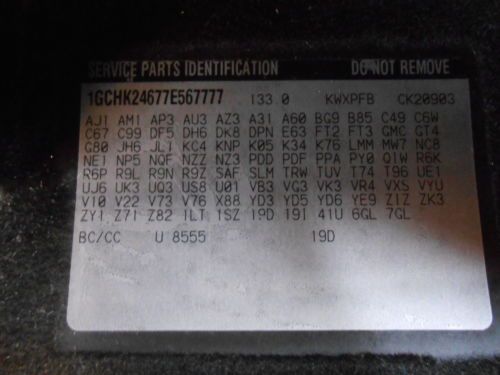 SERVICE PARTS IDENTIFICATION DO NOT REMOVE
1GCHK24677E567777 133.0 KWXPFB CK20903
AJ1 AM1 AP3 AU3 AZ3 A31 A60 BG9 B85 C49 C6W
C67 C99 DF5 DH6 DK8 DPN E63 FT2 FT3 GMC GT4
G80 JH6 JL1 KC4 KNP K05 K34 K76 LMM MW7 NC8
NE1 NP5 NQF NZZ NZ3 PDD PDF PPA PY0 Q1W R6K
R6P R9L R9N R9Z SAF SLM TRW TUV T74 T96 UE1
UJ6 UK3 UQ3 US8 U01 VB3 VG3 VK3 VR4 VXS VYU
V10 V22 V73 V76 X88 YD3 YD5 YD6 YE9 Z1Z ZK3
ZY1 Z71 Z82 1LT 1SZ 19D 19I 41U 6GL 7GL
BC/CC U 8555 19D